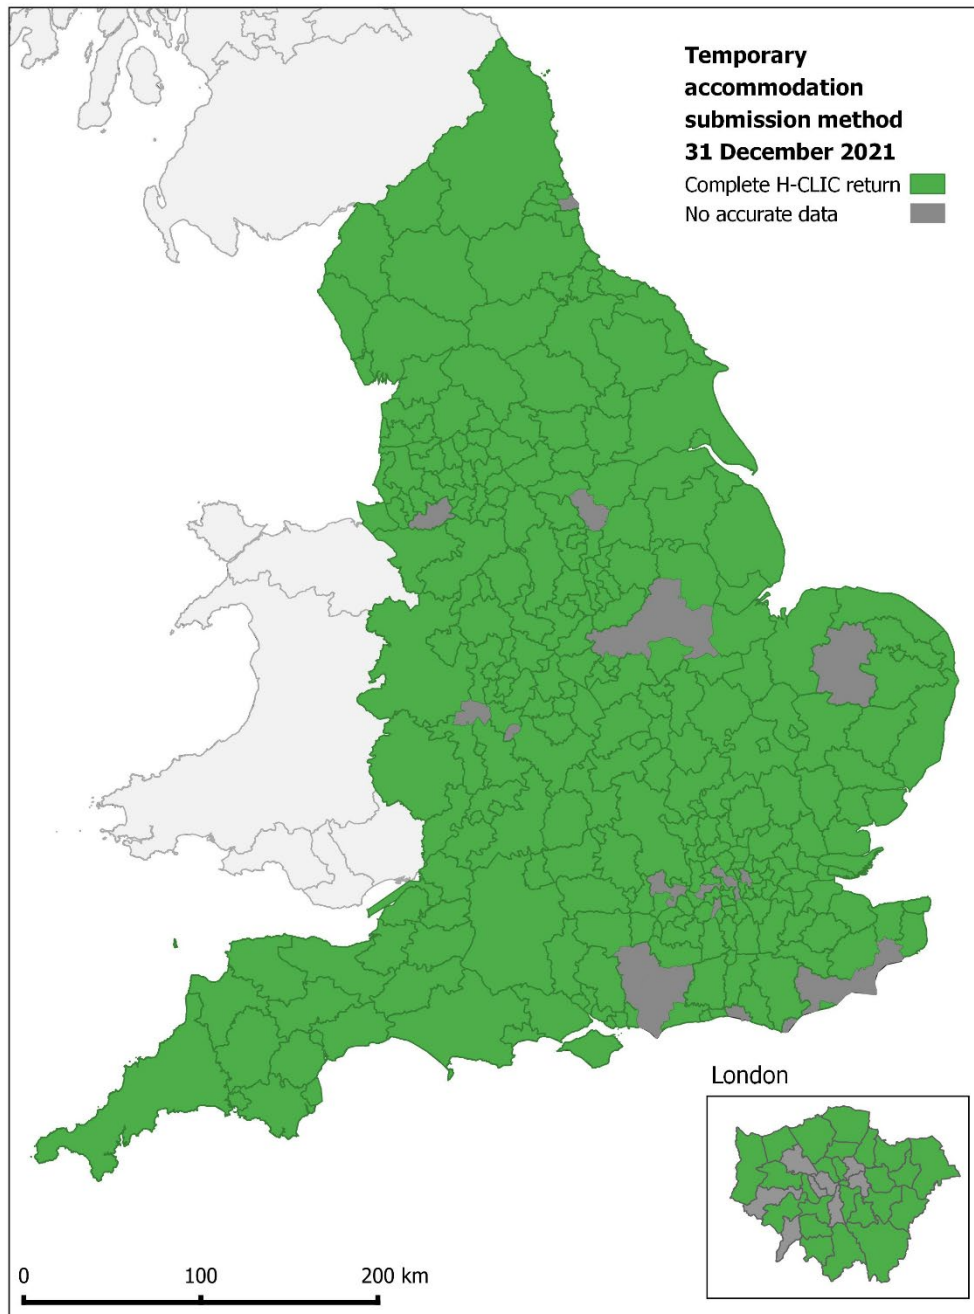 Temporary
accommodation
submission method
31 December 2021
Complete H-CLIC return
No accurate data
London
0 100 200 km